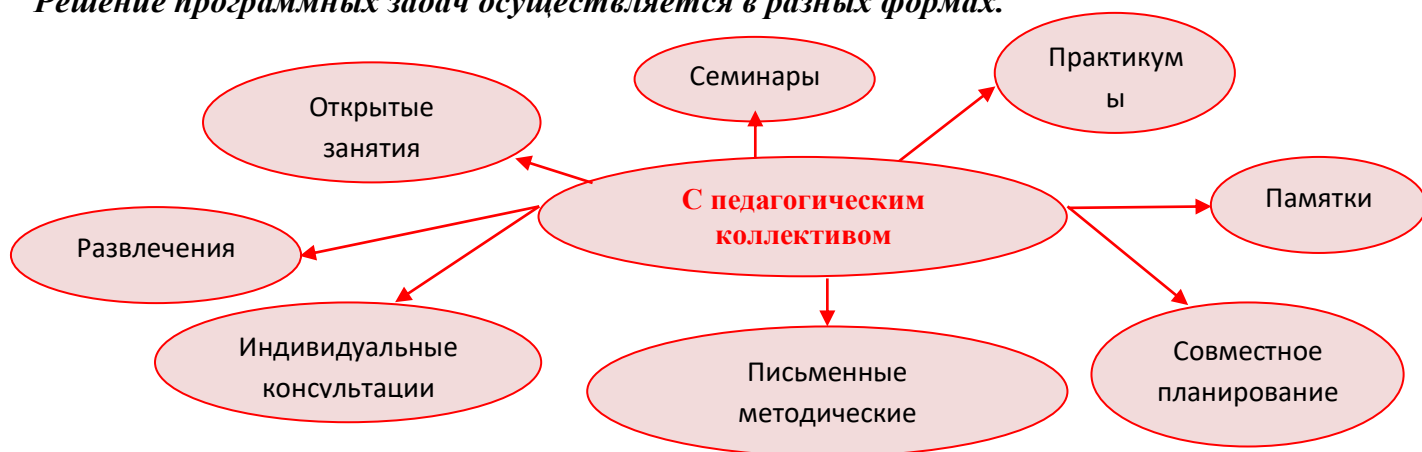 Решение программных задач осуществляется в разных формах.
Семинары
Практикум
ы
Открытые
занятия
С педагогическим
коллективом
Памятки
Развлечения
Индивидуальные
консультации
Письменные
методические
Совместное
планирование